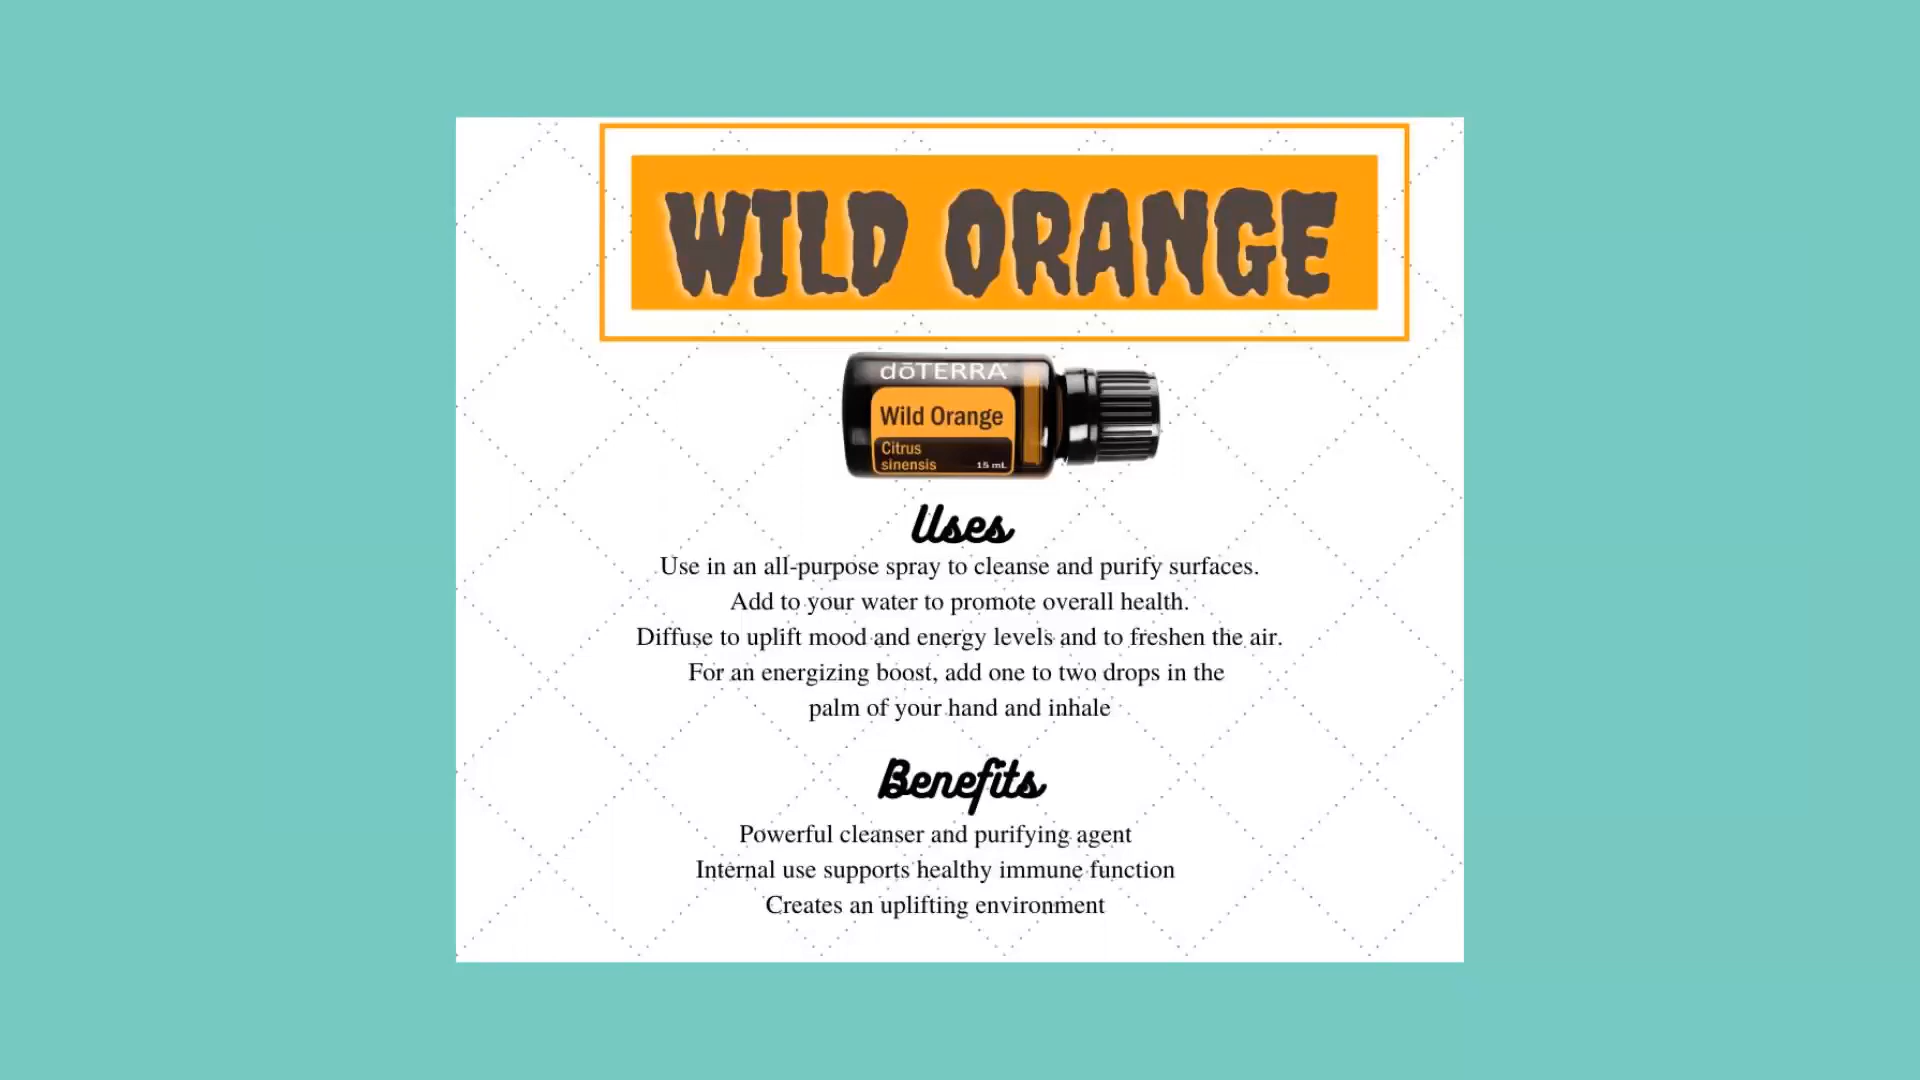 WILD ORANGE
dōTERRA
Wild Orange
Citrus
sinensis 15 mL
Uses
Use in an all-purpose spray to cleanse and purify surfaces.
Add to your water to promote overall health.
Diffuse to uplift mood and energy levels and to freshen the air.
For an energizing boost, add one to two drops in the
palm of your hand and inhale
Benefits
Powerful cleanser and purifying agent
Internal use supports healthy immune function
Creates an uplifting environment